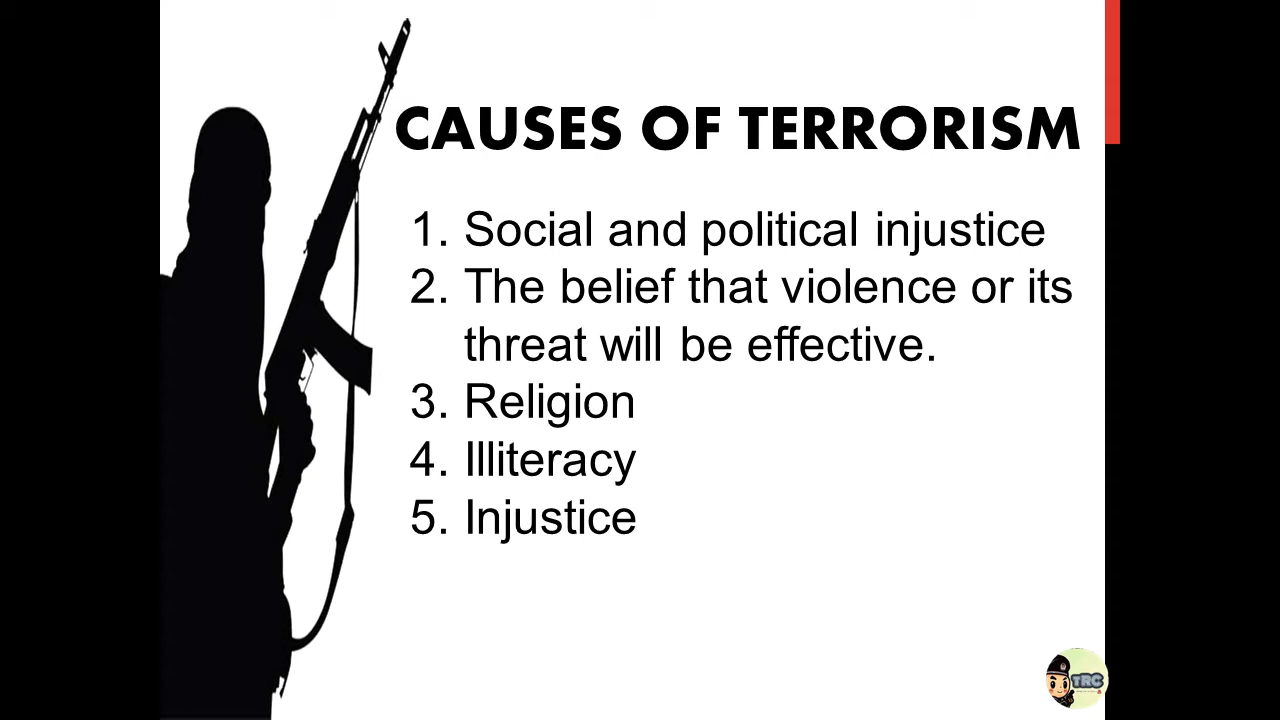 CAUSES OF TERRORISM
1. Social and political injustice
2. The belief that violence or its
threat will be effective.
3. Religion
4. Illiteracy
5. Injustice
TRC